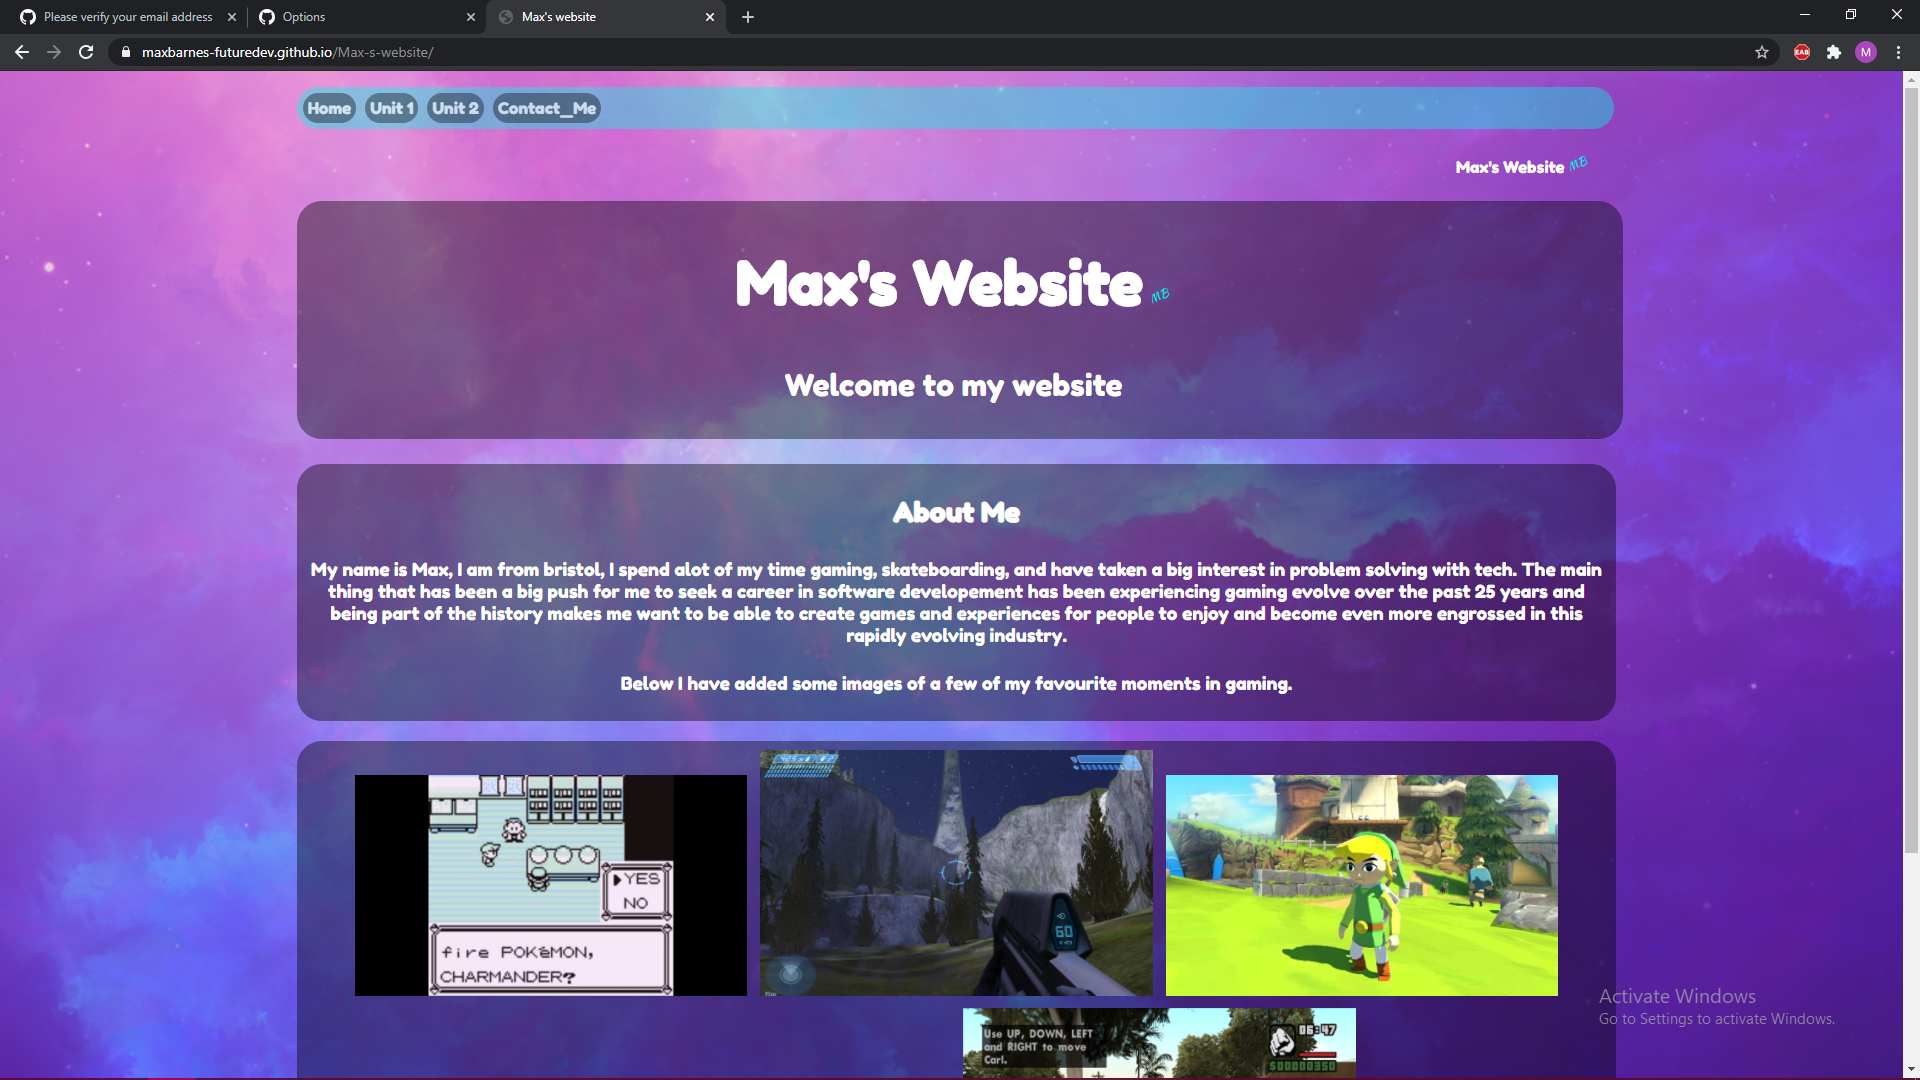 Please verify your email address
Options
Max's website
maxbarnes-futuredev.github.io/Max-s-website/
EAB
M
Home
Unit 1
Unit 2
Contact_Me
Max's Website MB
Max's Website MB
Welcome to my website
About Me
My name is Max, I am from bristol, I spend alot of my time gaming, skateboarding, and have taken a big interest in problem solving with tech. The main
thing that has been a big push for me to seek a career in software developement has been experiencing gaming evolve over the past 25 years and
being part of the history makes me want to be able to create games and experiences for people to enjoy and become even more engrossed in this
rapidly evolving industry.
Below I have added some images of a few of my favourite moments in gaming.
YES
NO
fire POKéMON,
CHARMANDER?
60
Use UP, DOWN, LEFT
and RIGHT to move
Carl.
06:47
$00000350
Activate Windows
Go to Settings to activate Windows.